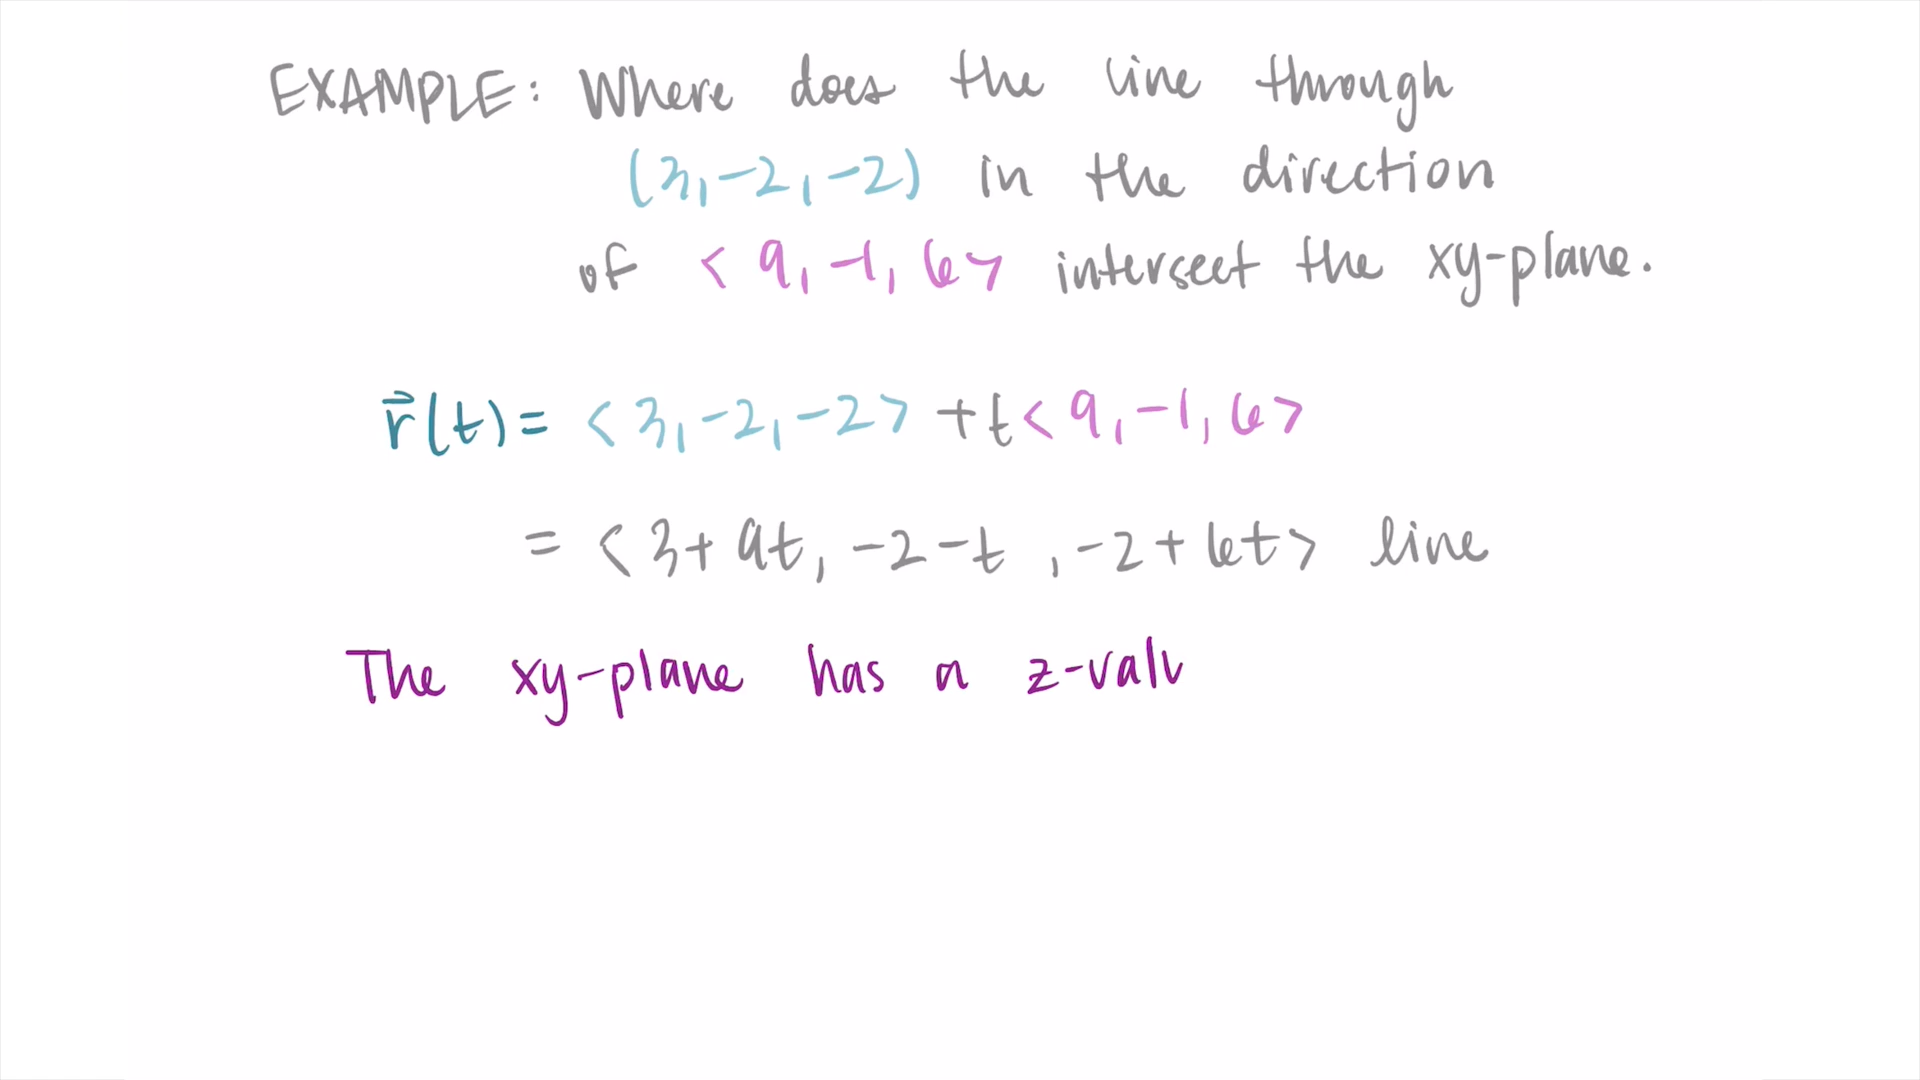 EXAMPLE: Where does the line through
(3,-2,-2) in the direction
of <9,-1,6> intersect the xy-plane.
r⃗(t)= <3,-2,-2> +t<9,-1,6>
= <3+9t, -2-t ,-2+6t> line
The xy-plane has a z-valu